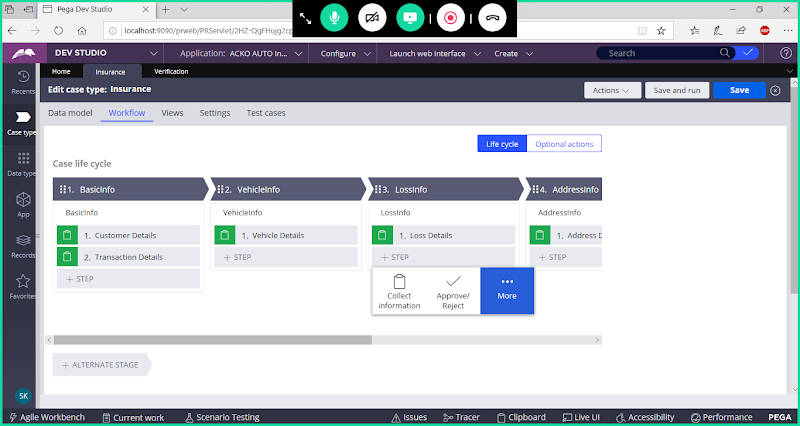 Pega Dev Studio
localhost:9090/prweb/PRServlet/2HZ-QgFHujg2cp
DEV STUDIO
Application: ACKO AUTO In...
Configure
Launch web interface
Create
Search
Recents
Home
Insurance
Verification
Edit case type: Insurance
Actions
Save and run
Save
Case type
Data model
Workflow
Views
Settings
Test cases
Life cycle
Optional actions
Data type
Case life cycle
1. BasicInfo
2. VehicleInfo
3. LossInfo
4. AddressInfo
App
BasicInfo
VehicleInfo
LossInfo
AddressInfo
1. Customer Details
1. Vehicle Details
1. Loss Details
1. Address D
Records
2. Transaction Details
+ STEP
+ STEP
+ STEP
+ STEP
Favorites
Collect information
Approve/ Reject
More
+ ALTERNATE STAGE
SK
Agile Workbench
Current work
Scenario Testing
Issues
Tracer
Clipboard
Live UI
Accessibility
Performance
PEGA